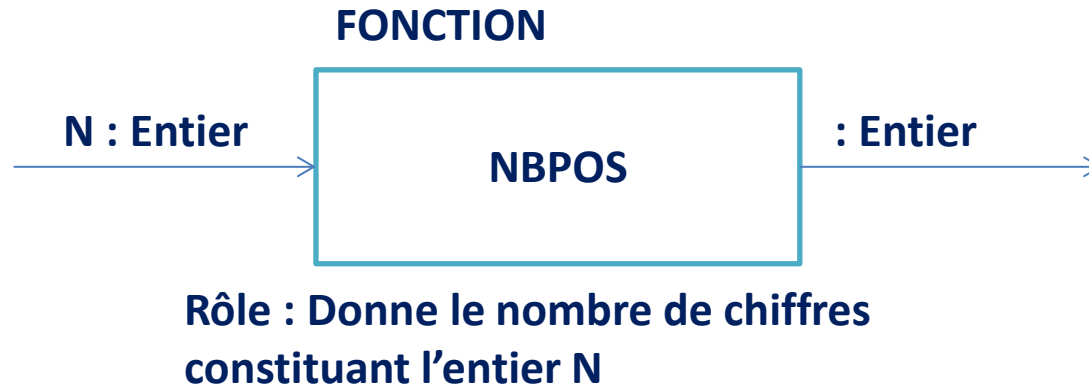 FONCTION
N : Entier
: Entier
NBPOS
Rôle : Donne le nombre de chiffres
constituant l’entier N